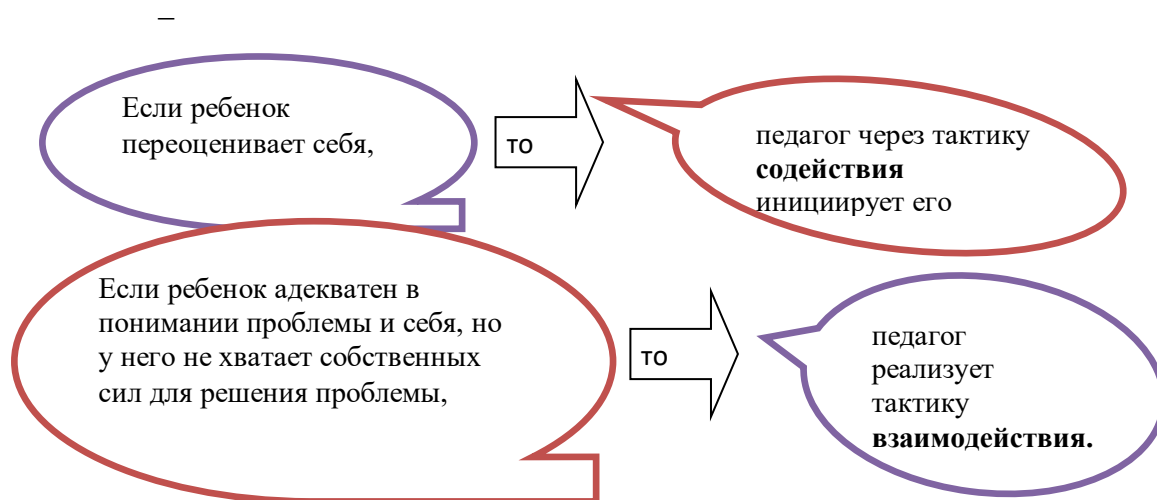 –
Если ребенок
переоценивает себя,
то
педагог через тактику
содействия
инициирует его
Если ребенок адекватен в
понимании проблемы и себя, но
у него не хватает собственных
сил для решения проблемы,
то
педагог
реализует
тактику
взаимодействия.